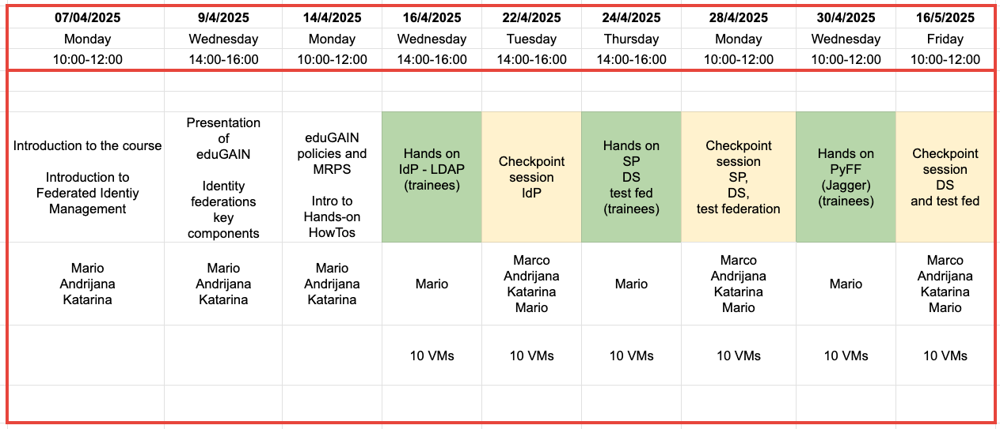 07/04/2025 9/4/2025 14/4/2025 16/4/2025 22/4/2025 24/4/2025 28/4/2025 30/4/2025 16/5/2025
Monday Wednesday Monday Wednesday Tuesday Thursday Monday Wednesday Friday
10:00-12:00 14:00-16:00 10:00-12:00 14:00-16:00 14:00-16:00 14:00-16:00 10:00-12:00 10:00-12:00 10:00-12:00
Introduction to the course
Introduction to
Federated Identiy
Management
Presentation
of
eduGAIN
Identity
federations
key
components
eduGAIN
policies and
MRPS
Intro to
Hands-on
HowTos
Hands on
IdP - LDAP
(trainees)
Checkpoint
session
IdP
Hands on
SP
DS
test fed
(trainees)
Checkpoint
session
SP,
DS,
test federation
Hands on
PyFF
(Jagger)
(trainees)
Checkpoint
session
DS
and test fed
Mario
Andrijana
Katarina
Mario
Andrijana
Katarina
Mario
Andrijana
Katarina
Mario
Marco
Andrijana
Katarina
Mario
Mario
Marco
Andrijana
Katarina
Mario
Mario
Marco
Andrijana
Katarina
Mario
10 VMs 10 VMs 10 VMs 10 VMs 10 VMs 10 VMs